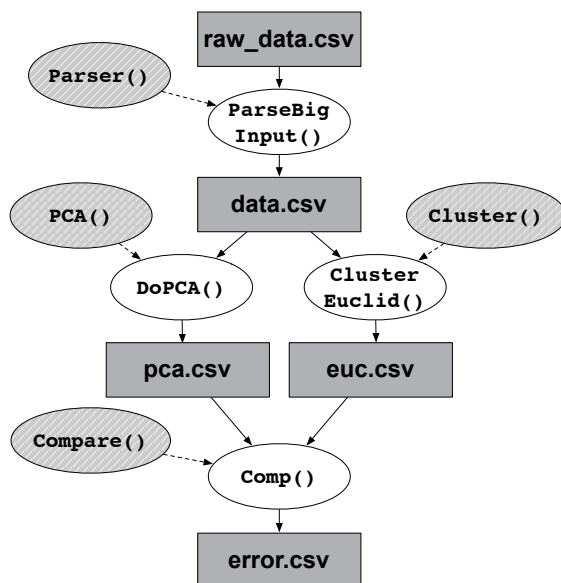 raw_data.csv
Parser()
ParseBig
Input()
data.csv
PCA()
Cluster()
DoPCA()
Cluster
Euclid()
pca.csv
euc.csv
Compare()
Comp()
error.csv